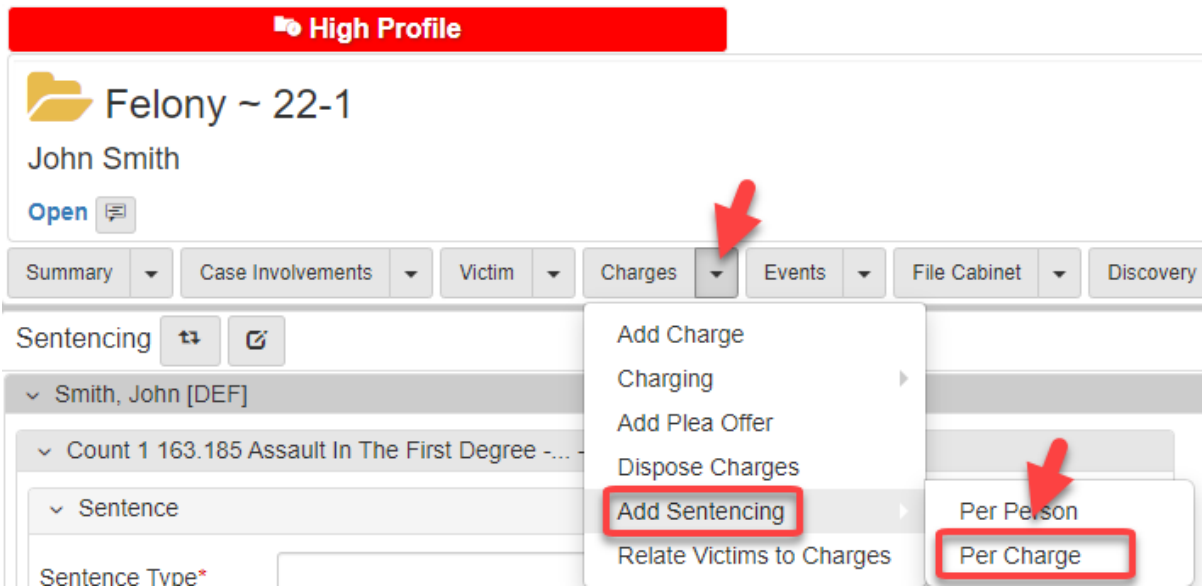 High Profile
Felony ~ 22-1
John Smith
Open
Summary Case Involvements Victim Charges Events File Cabinet Discovery
Sentencing
Smith, John [DEF]
Count 1 163.185 Assault In The First Degree -... -
Sentence
Sentence Type*
Add Charge
Charging
Add Plea Offer
Dispose Charges
Add Sentencing
Relate Victims to Charges
Per Person
Per Charge